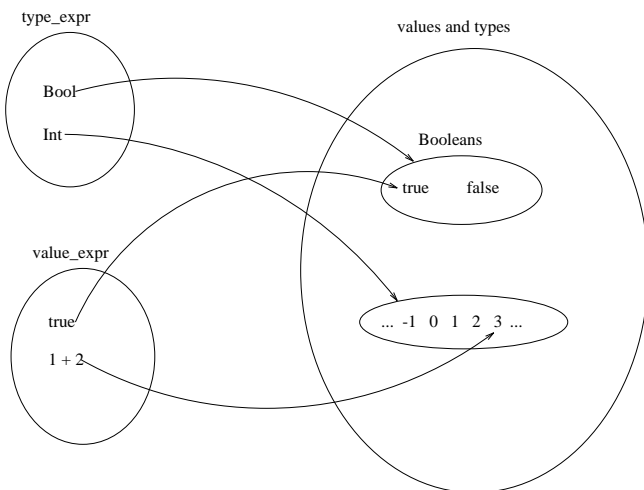 type_expr
values and types
Bool
Int
Booleans
true false
value_expr
true
1 + 2
... -1 0 1 2 3 ...